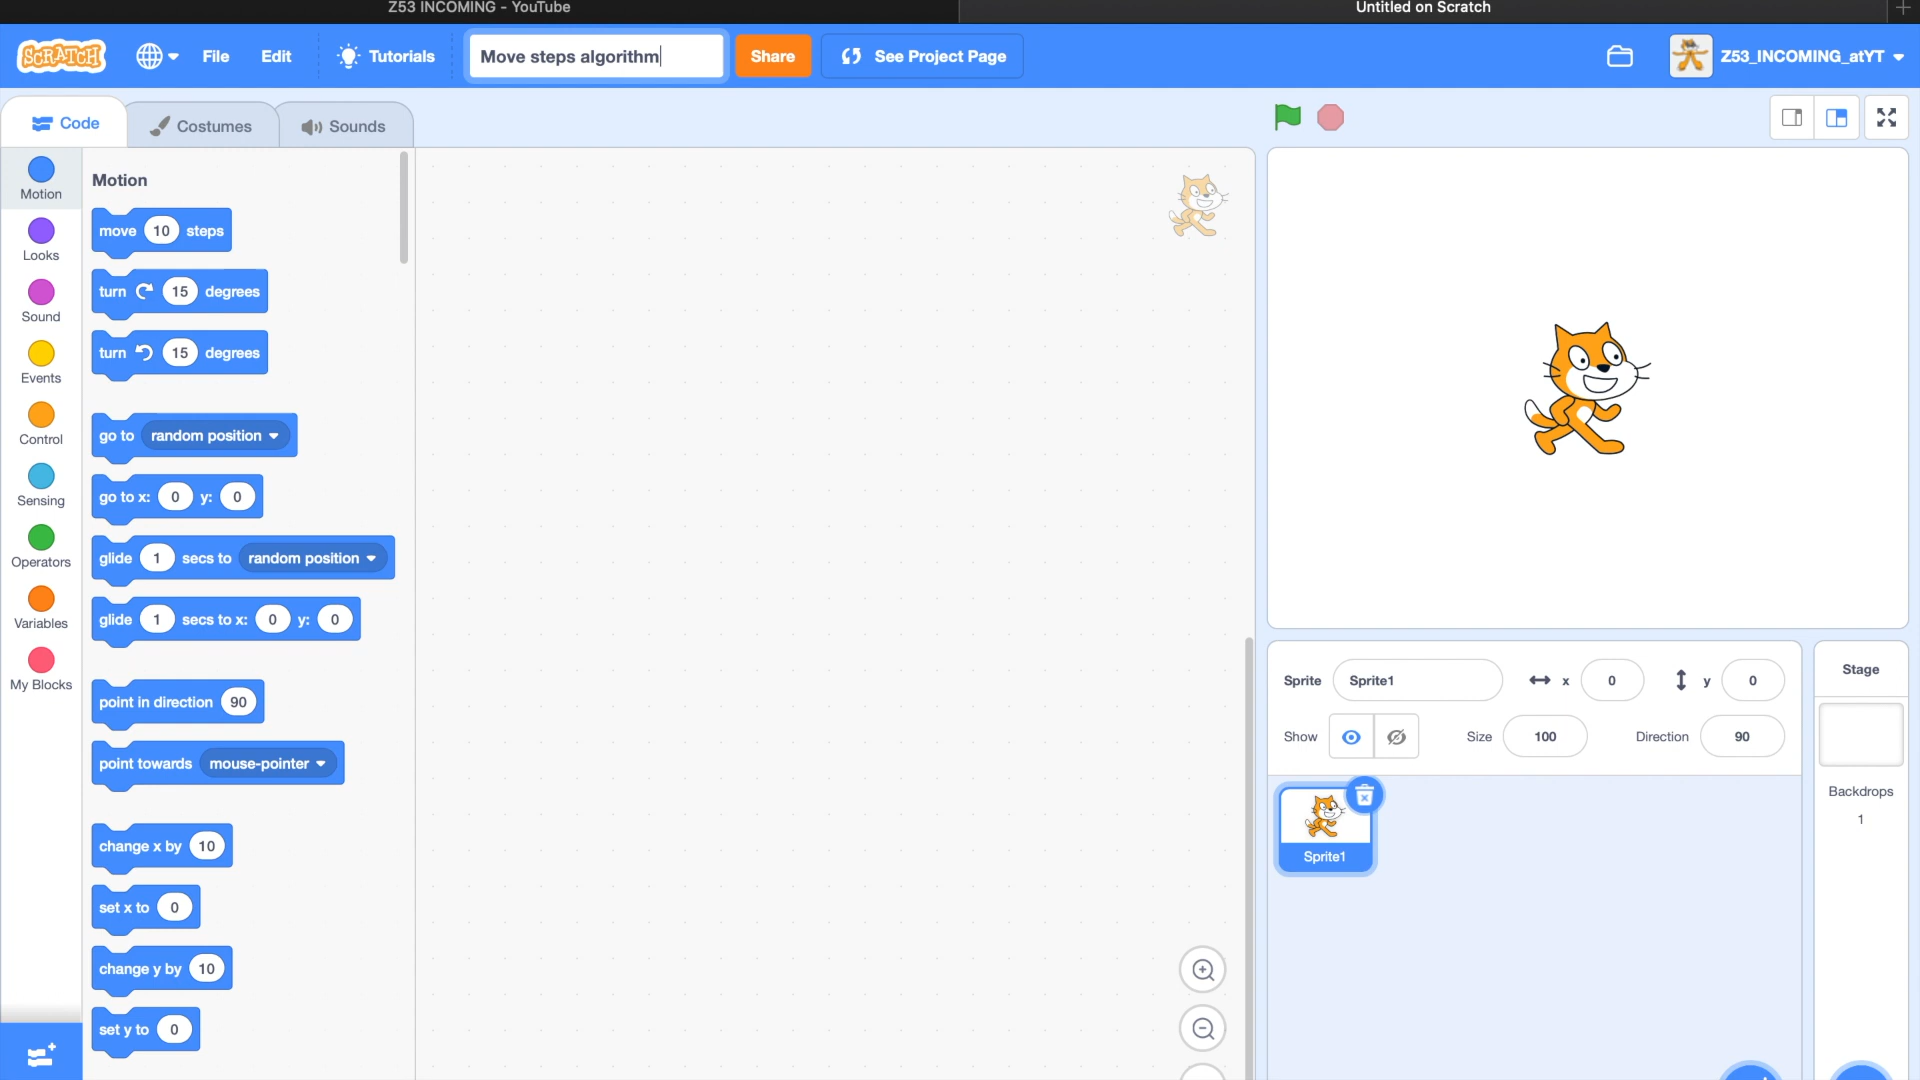 Z53 INCOMING - YouTube
Untitled on Scratch
SCRATCH
File
Edit
Tutorials
Move steps algorithm
Share
See Project Page
Z53_INCOMING_atYT
Code
Costumes
Sounds
Motion
Looks
Sound
Events
Control
Sensing
Operators
Variables
My Blocks
Motion
move 10 steps
turn 15 degrees
turn 15 degrees
go to random position
go to x: 0 y: 0
glide 1 secs to random position
glide 1 secs to x: 0 y: 0
point in direction 90
point towards mouse-pointer
change x by 10
set x to 0
change y by 10
set y to 0
Sprite Sprite1 x 0 y 0
Show Size 100 Direction 90
Sprite1
Stage
Backdrops
1